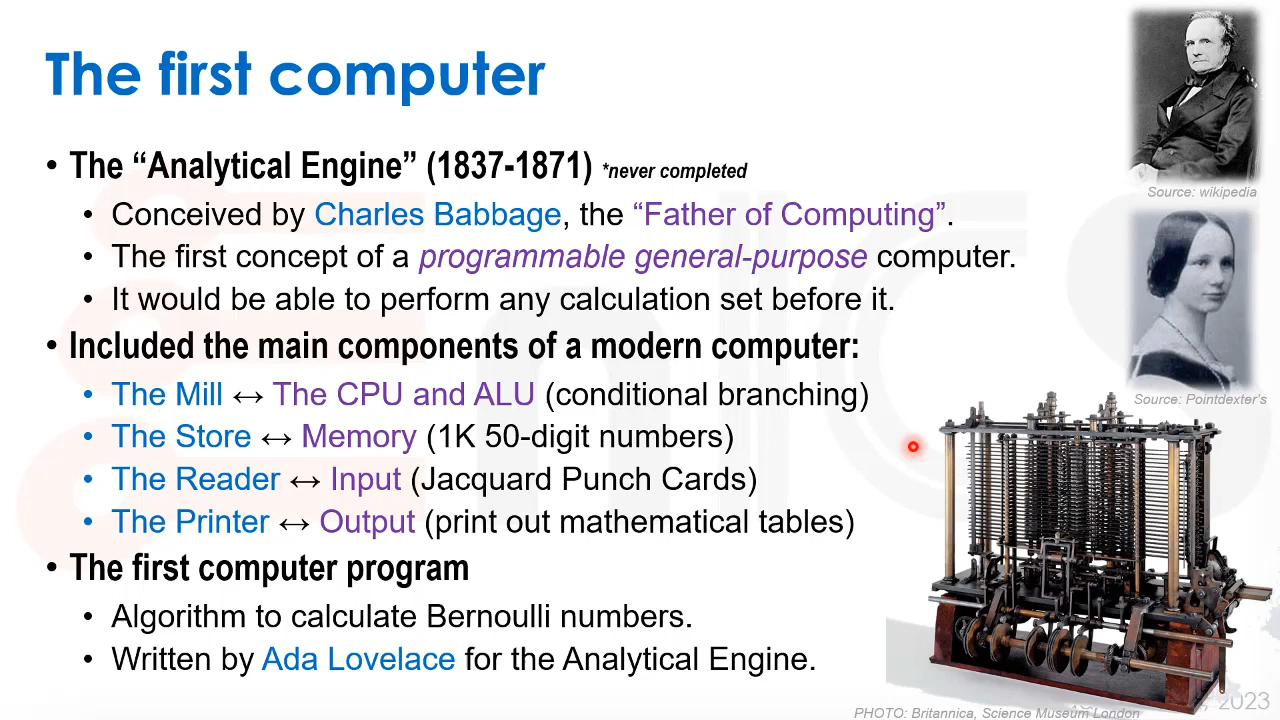 The first computer
• The “Analytical Engine” (1837-1871) *never completed
• Conceived by Charles Babbage, the “Father of Computing”.
• The first concept of a programmable general-purpose computer.
• It would be able to perform any calculation set before it.
• Included the main components of a modern computer:
• The Mill ↔ The CPU and ALU (conditional branching)
• The Store ↔ Memory (1K 50-digit numbers)
• The Reader ↔ Input (Jacquard Punch Cards)
• The Printer ↔ Output (print out mathematical tables)
• The first computer program
• Algorithm to calculate Bernoulli numbers.
• Written by Ada Lovelace for the Analytical Engine.
Source: wikipedia
Source: Pointdexter’s
PHOTO: Britannica, Science Museum London
, 2023